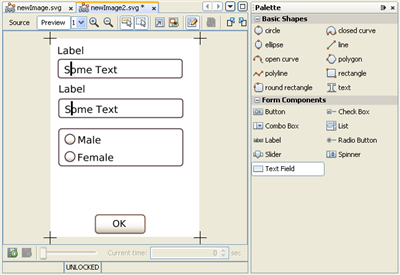 newImage.svg newImage2.svg *
Source Preview 1
Label
Some Text
Label
Some Text
Male
Female
OK
Current time: 0 sec
UNLOCKED
Palette
Basic Shapes
circle closed curve
ellipse line
open curve polygon
polyline rectangle
round rectangle text
Form Components
Button Check Box
Combo Box List
Label Radio Button
Slider Spinner
Text Field